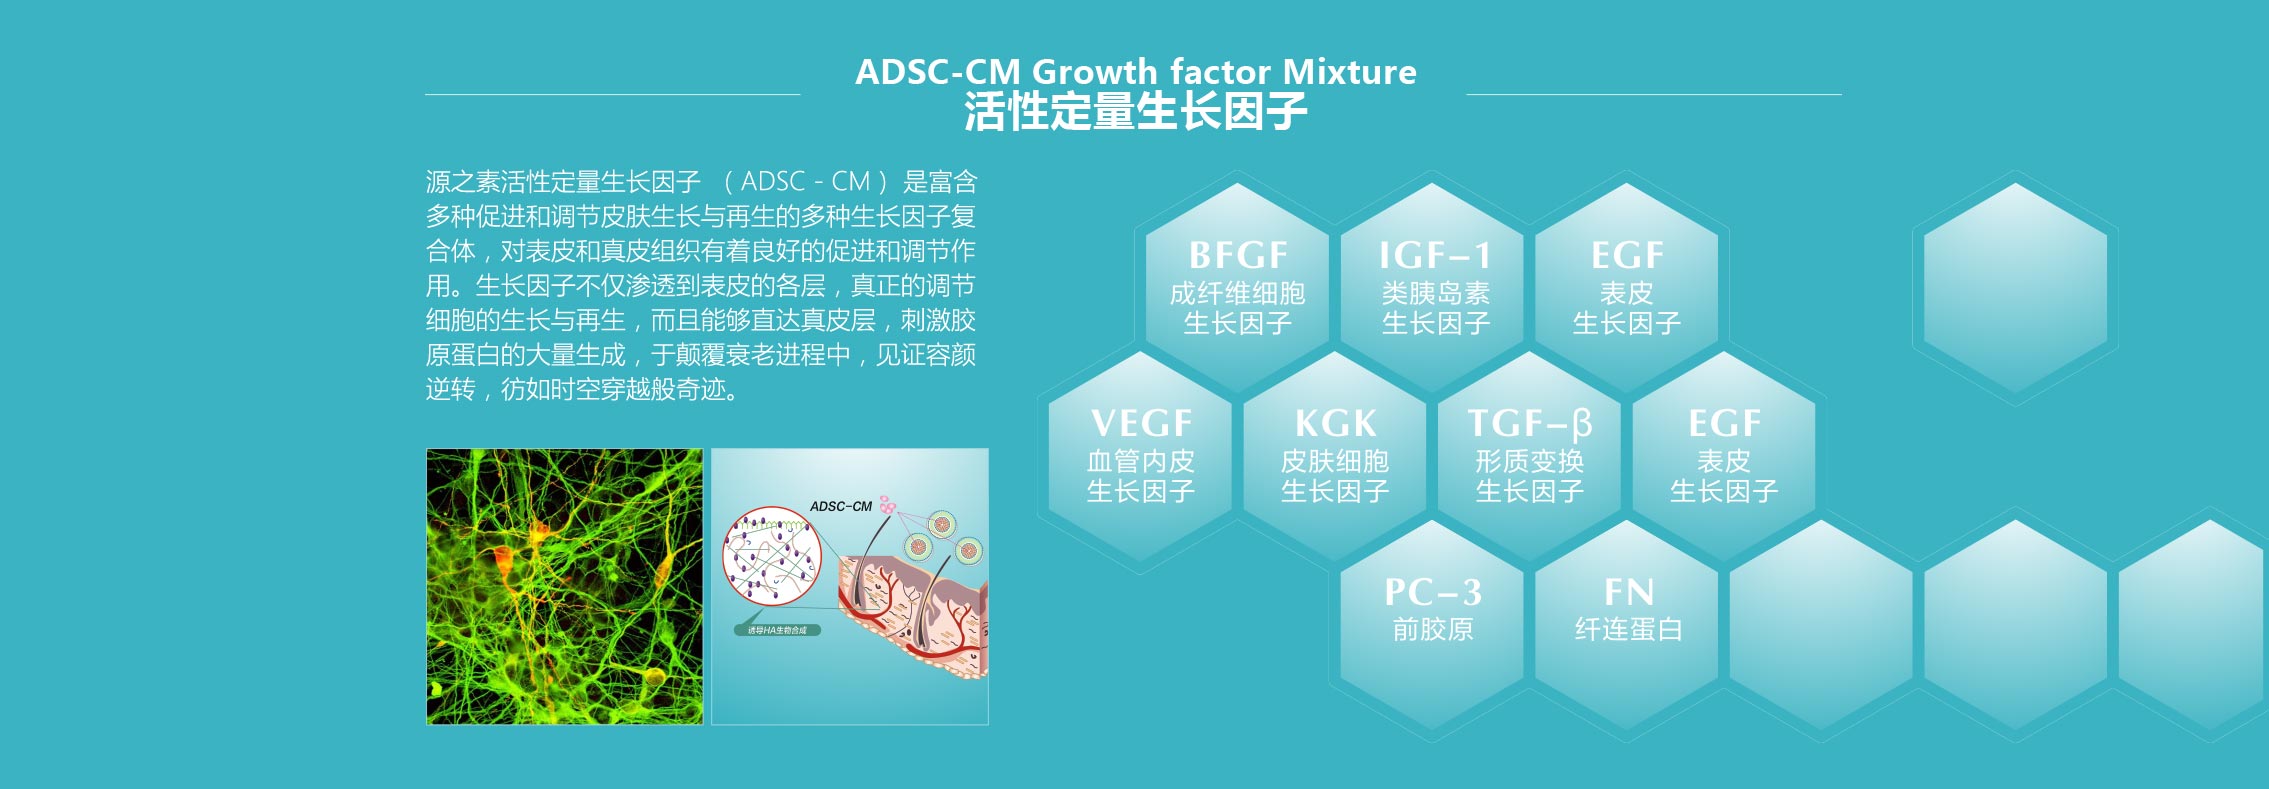 ADSC-CM Growth factor Mixture
活性定量生长因子
源之素活性定量生长因子 （ADSC - CM）是富含
多种促进和调节皮肤生长与再生的多种生长因子复
合体，对表皮和真皮组织有着良好的促进和调节作
用。生长因子不仅渗透到表皮的各层，真正的调节
细胞的生长与再生，而且能够直达真皮层，刺激胶
原蛋白的大量生成，于颠覆衰老进程中，见证容颜
逆转，彷如时空穿越般奇迹。
ADSC-CM
诱导HA生物合成
BFGF
成纤维细胞
生长因子
IGF-1
类胰岛素
生长因子
EGF
表皮
生长因子
VEGF
血管内皮
生长因子
KGK
皮肤细胞
生长因子
TGF-β
形质变换
生长因子
EGF
表皮
生长因子
PC-3
前胶原
FN
纤连蛋白